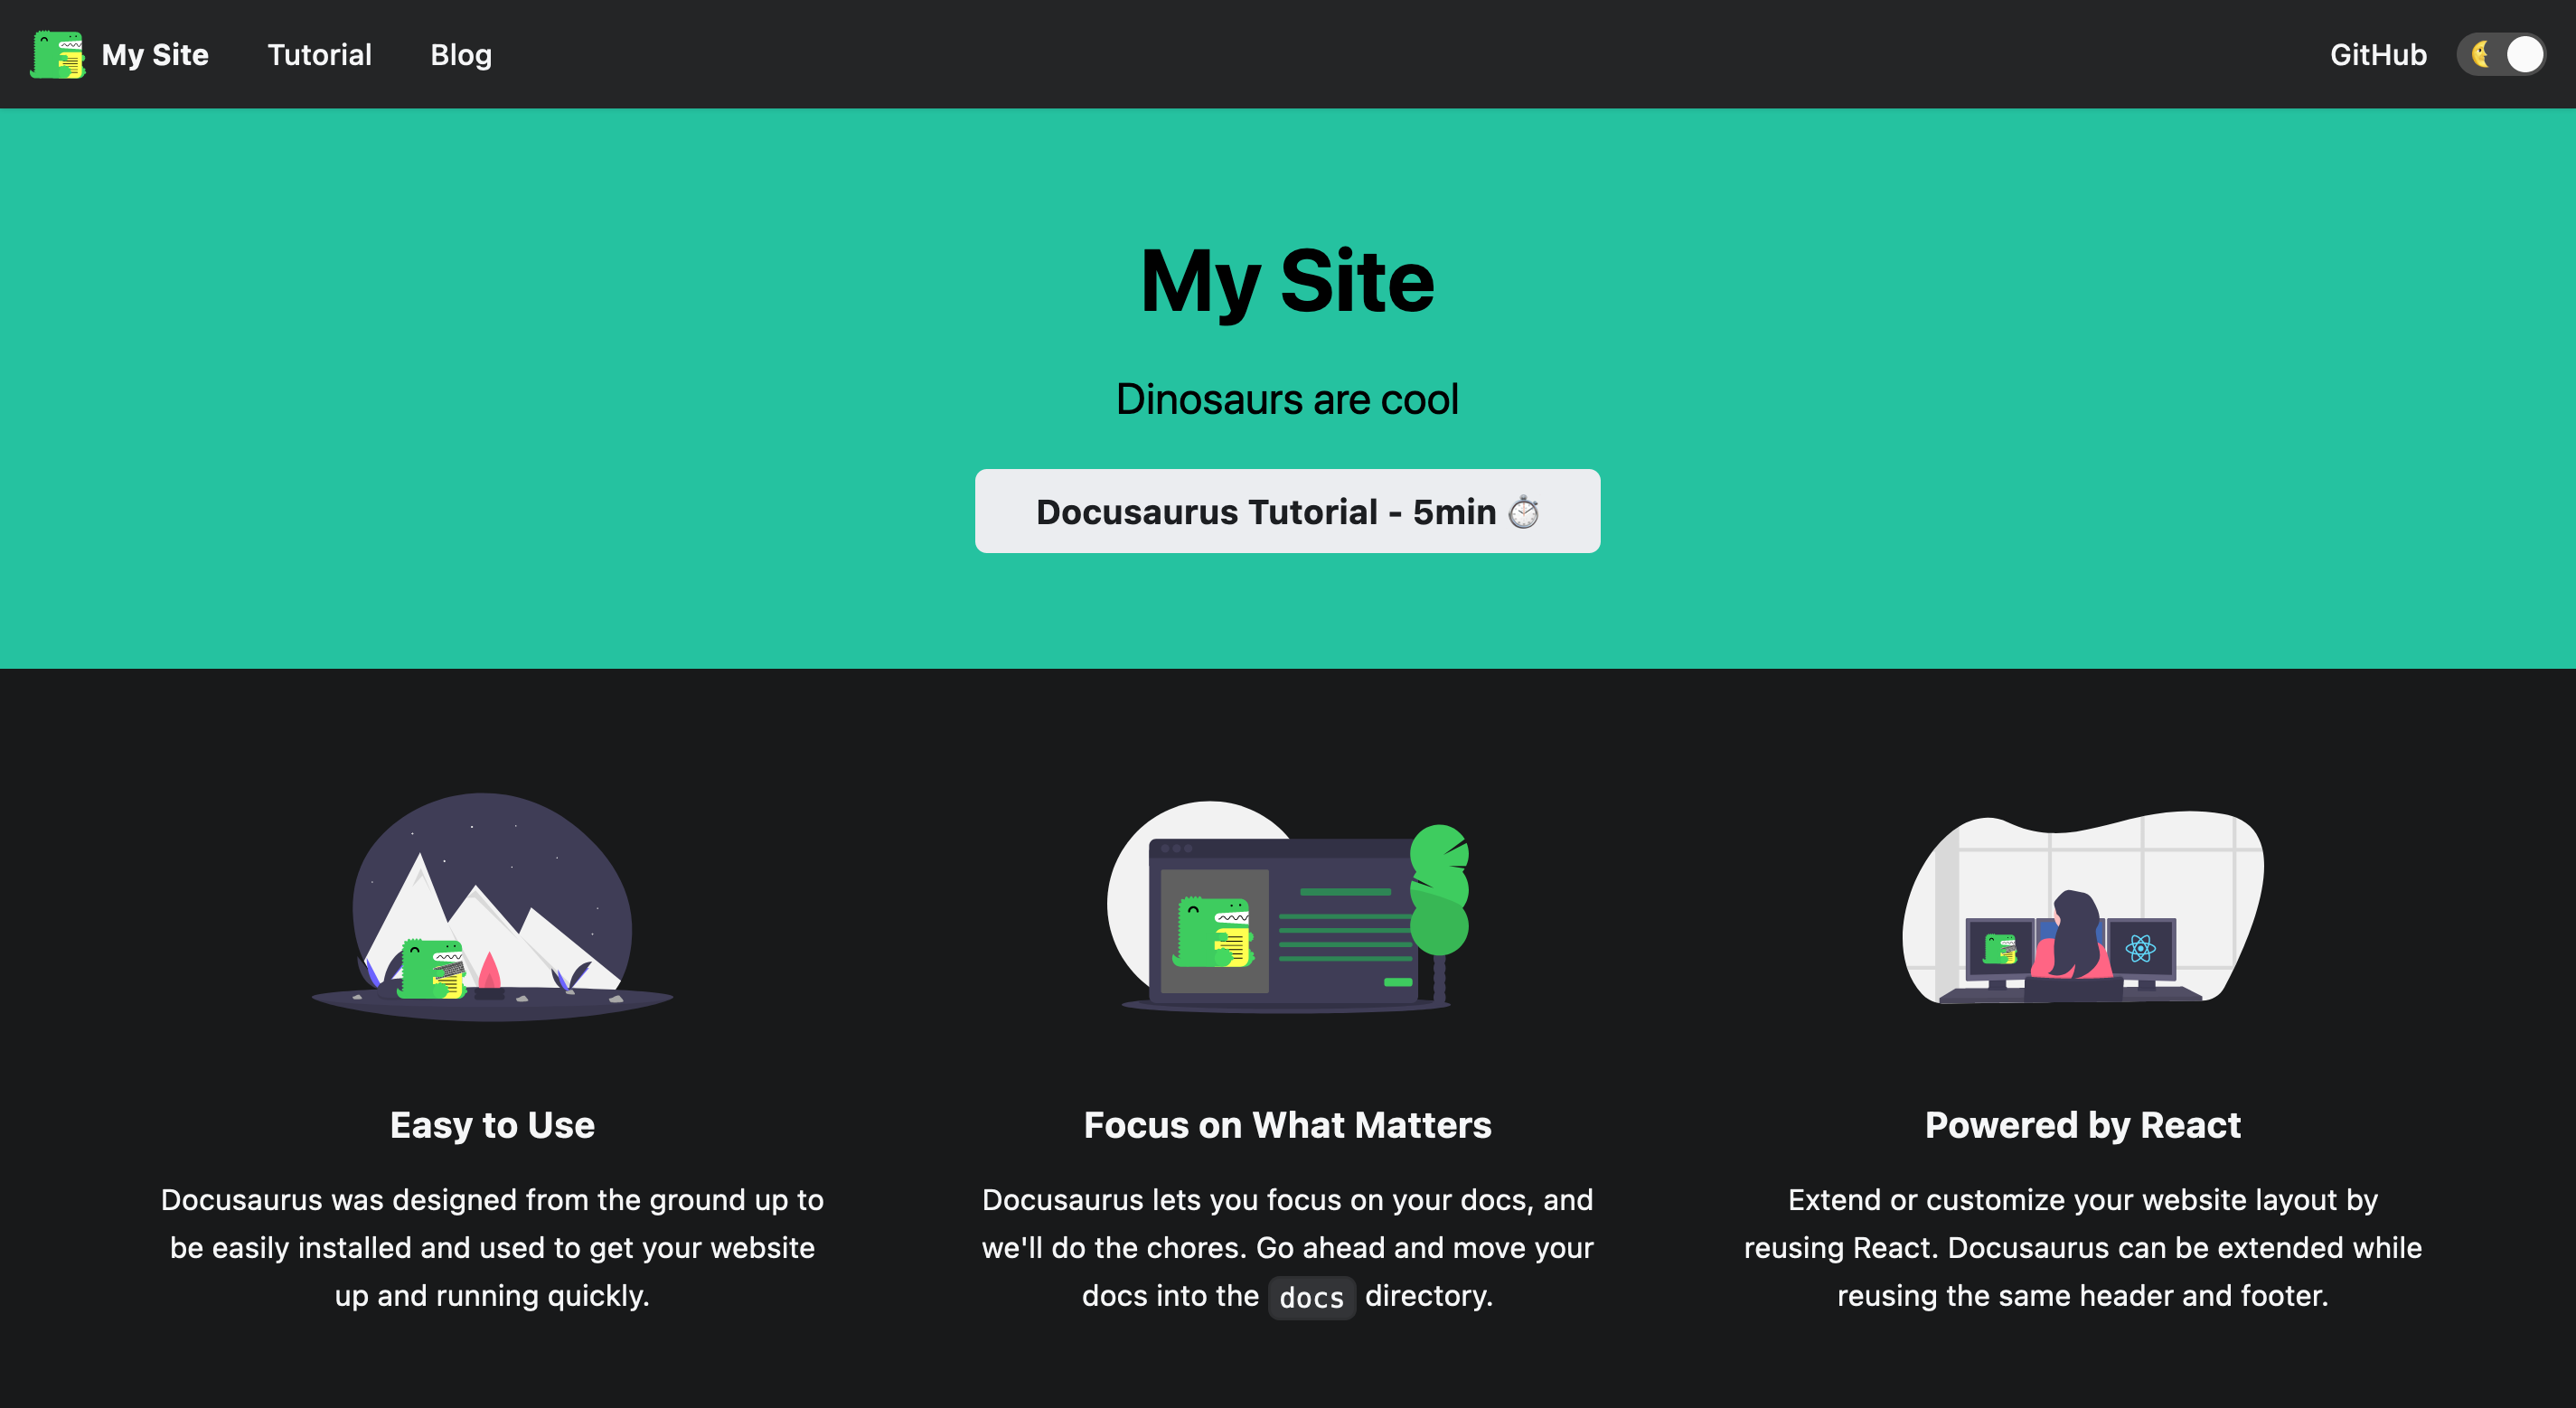 My Site Tutorial Blog GitHub
My Site
Dinosaurs are cool
Docusaurus Tutorial - 5min ⏱️
Easy to Use
Docusaurus was designed from the ground up to
be easily installed and used to get your website
up and running quickly.
Focus on What Matters
Docusaurus lets you focus on your docs, and
we'll do the chores. Go ahead and move your
docs into the docs directory.
Powered by React
Extend or customize your website layout by
reusing React. Docusaurus can be extended while
reusing the same header and footer.